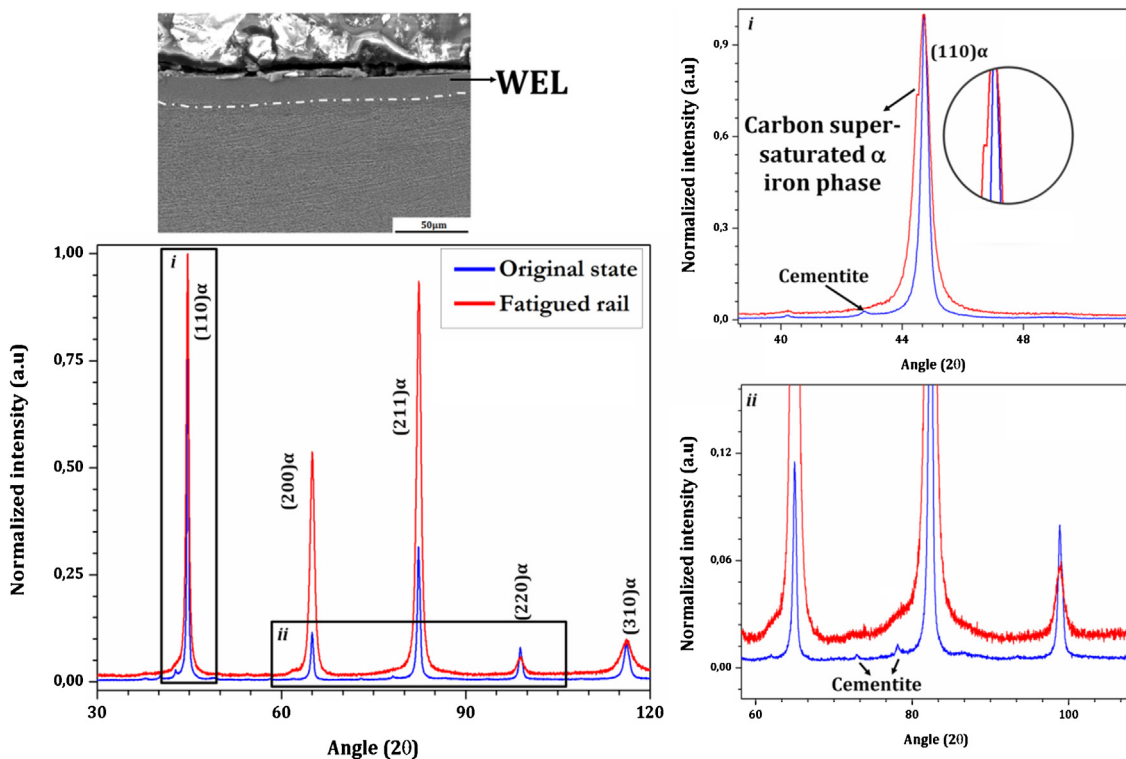 WEL
50μm
Original state
Fatigued rail
i
(110)α
(200)α
(211)α
(220)α
(310)α
ii
1,00
0,75
0,50
0,25
0,00
30
60
90
120
Normalized intensity (a.u)
Angle (2θ)
i
(110)α
Carbon super-
saturated α
iron phase
Cementite
0,9
0,6
0,3
0,0
40
44
48
Normalized intensity (a.u)
Angle (2θ)
ii
Cementite
0,12
0,06
0,00
60
80
100
Normalized intensity (a.u)
Angle (2θ)